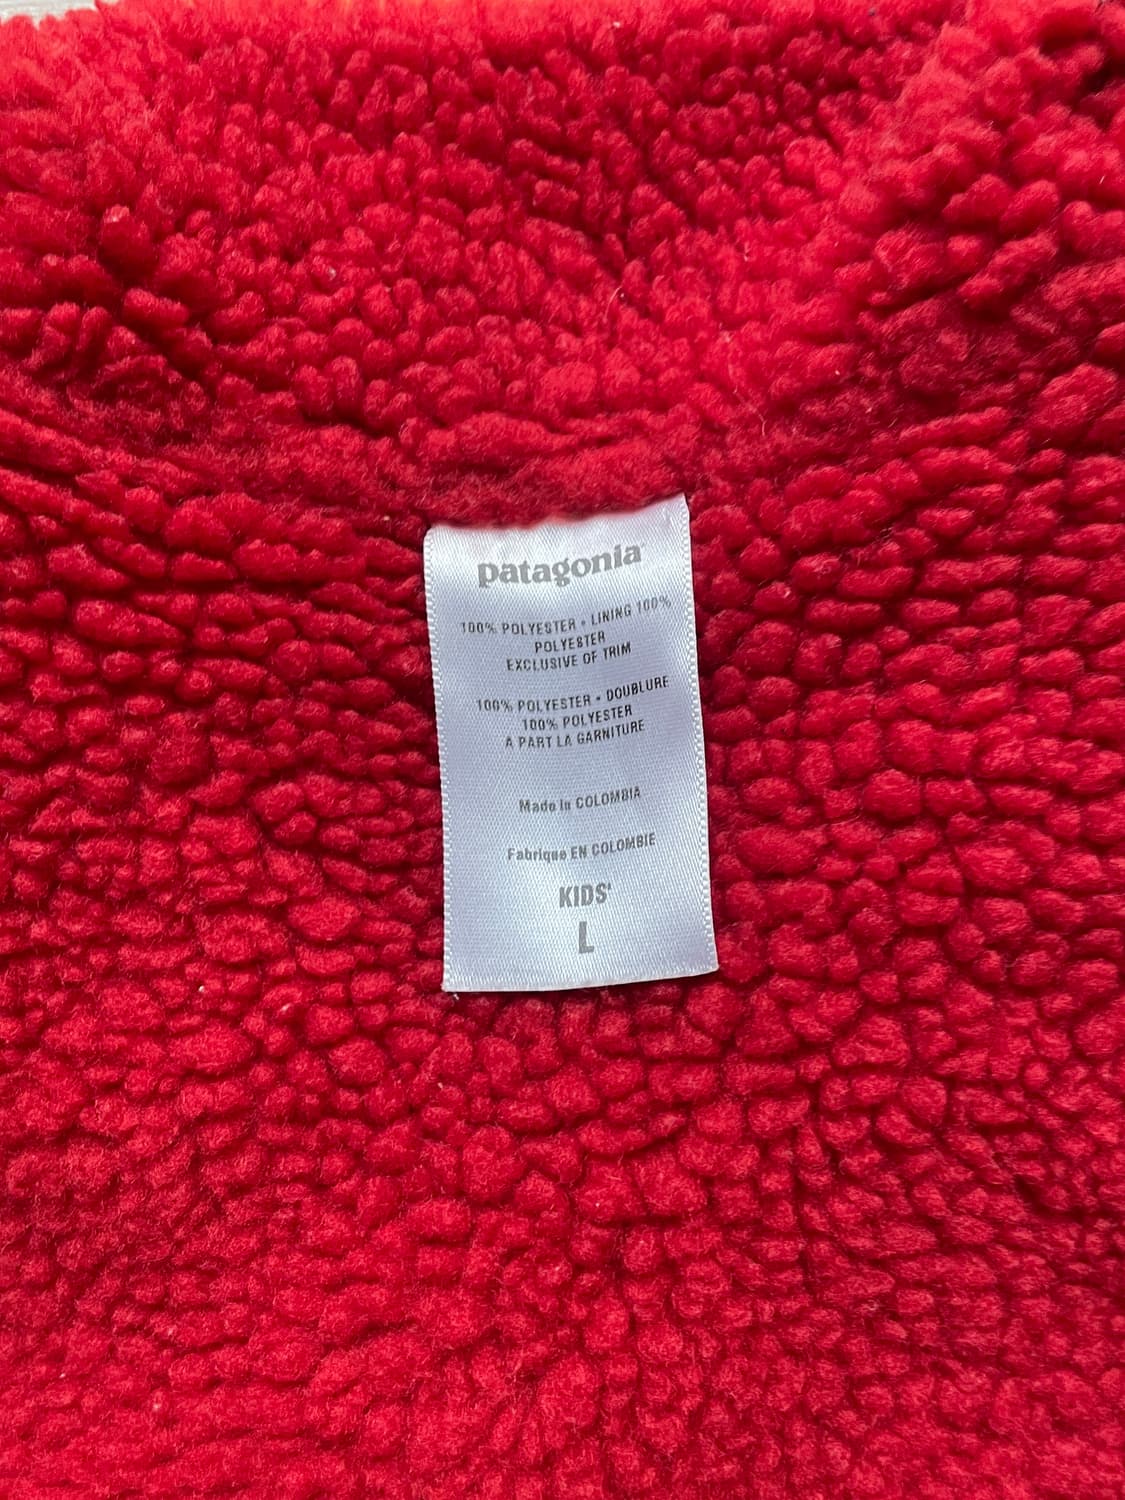 patagonia
100% POLYESTER • LINING 100%
POLYESTER
EXCLUSIVE OF TRIM
100% POLYESTER • DOUBLURE
100% POLYESTER
À PART LA GARNITURE
Made in COLOMBIA
Fabrique EN COLOMBIE
KIDS'
L